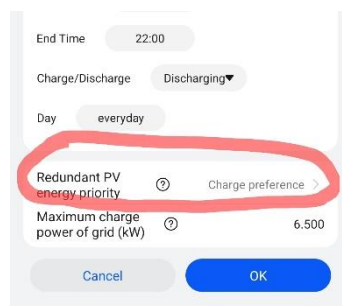 End Time 22:00
Charge/Discharge Discharging▾
Day everyday
Redundant PV
energy priority ? Charge preference >
Maximum charge
power of grid (kW) ? 6.500
Cancel OK